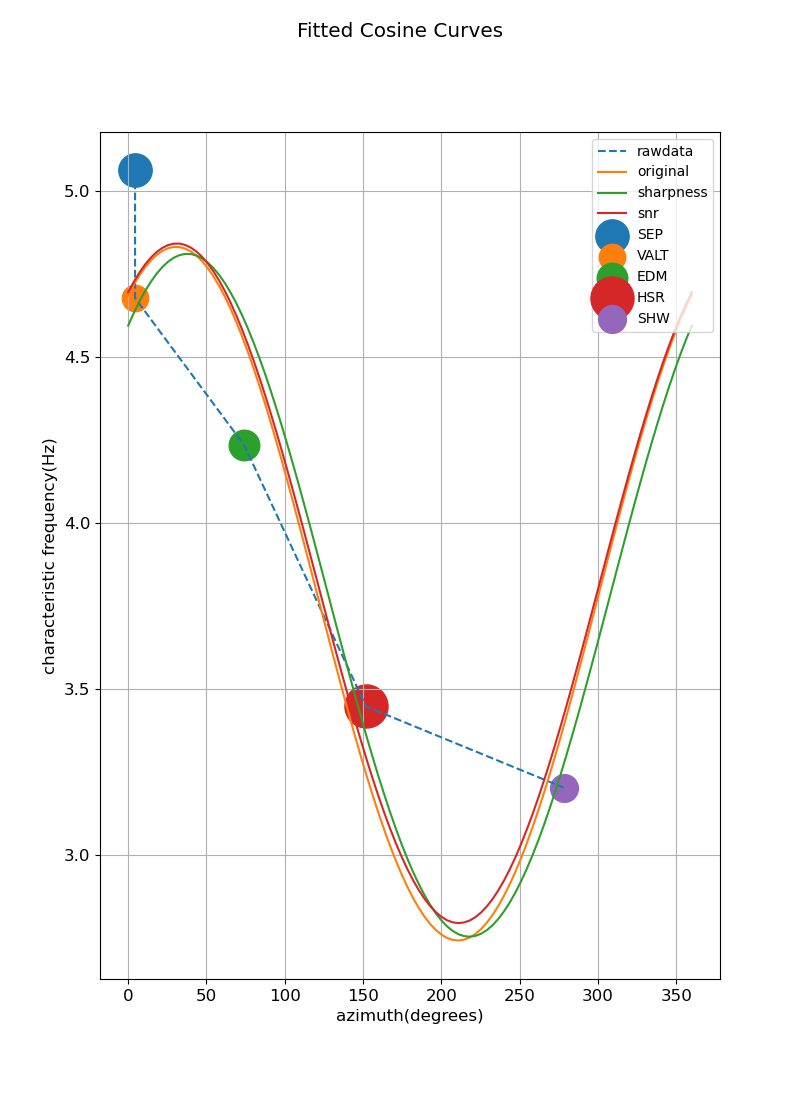 Fitted Cosine Curves
rawdata
original
sharpness
snr
SEP
VALT
EDM
HSR
SHW
5.0
4.5
4.0
3.5
3.0
characteristic frequency(Hz)
0 50 100 150 200 250 300 350
azimuth(degrees)